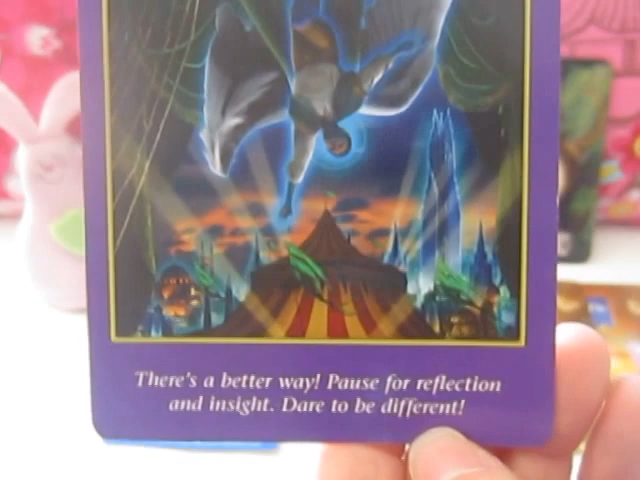 There's a better way! Pause for reflection
and insight. Dare to be different!